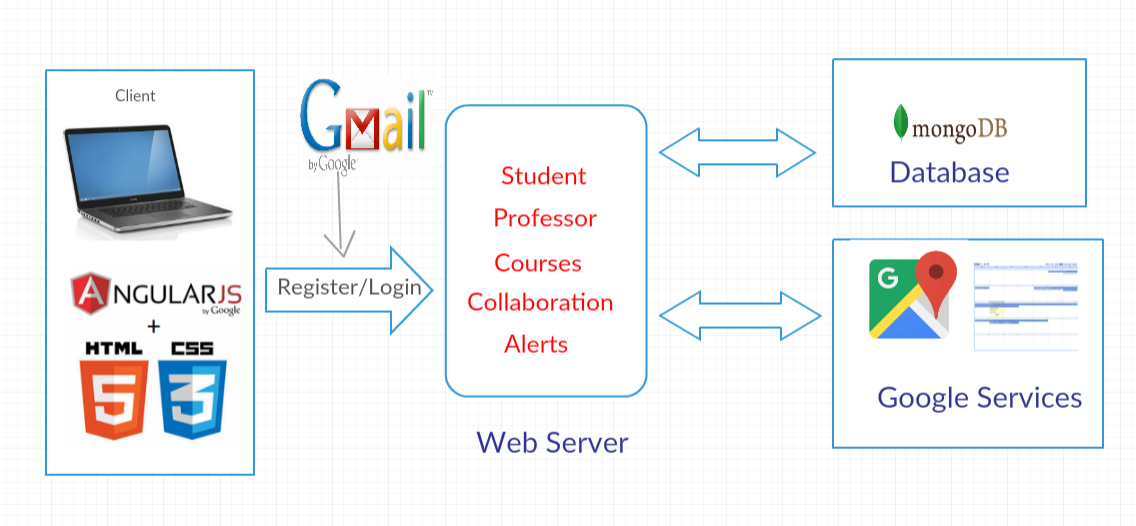 Client
ANGULARJS
by Google
+
HTML CSS
5 3
Gmail
TM
by Google
Register/Login
Student
Professor
Courses
Collaboration
Alerts
Web Server
mongoDB
Database
G
Google Services